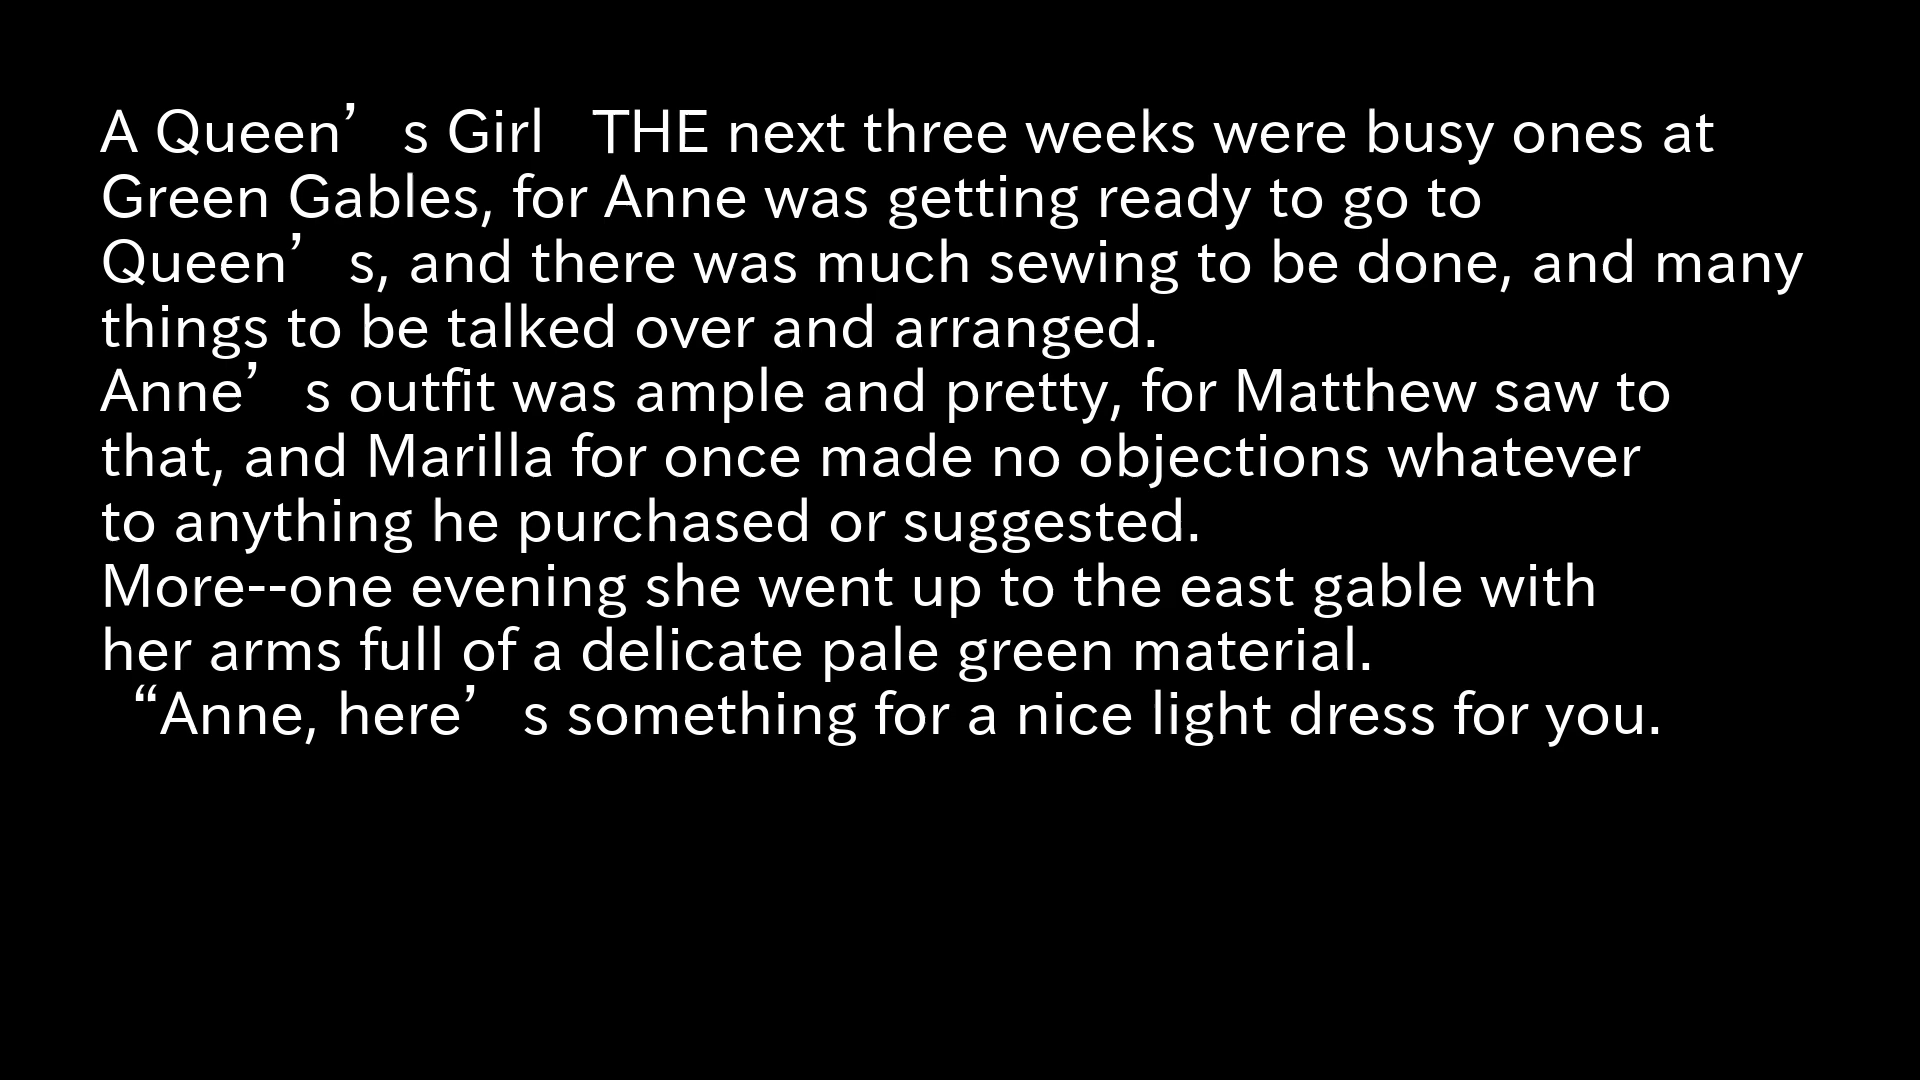 A Queen’s Girl THE next three weeks were busy ones at
Green Gables, for Anne was getting ready to go to
Queen’s, and there was much sewing to be done, and many
things to be talked over and arranged.
Anne’s outfit was ample and pretty, for Matthew saw to
that, and Marilla for once made no objections whatever
to anything he purchased or suggested.
More--one evening she went up to the east gable with
her arms full of a delicate pale green material.
“Anne, here’s something for a nice light dress for you.